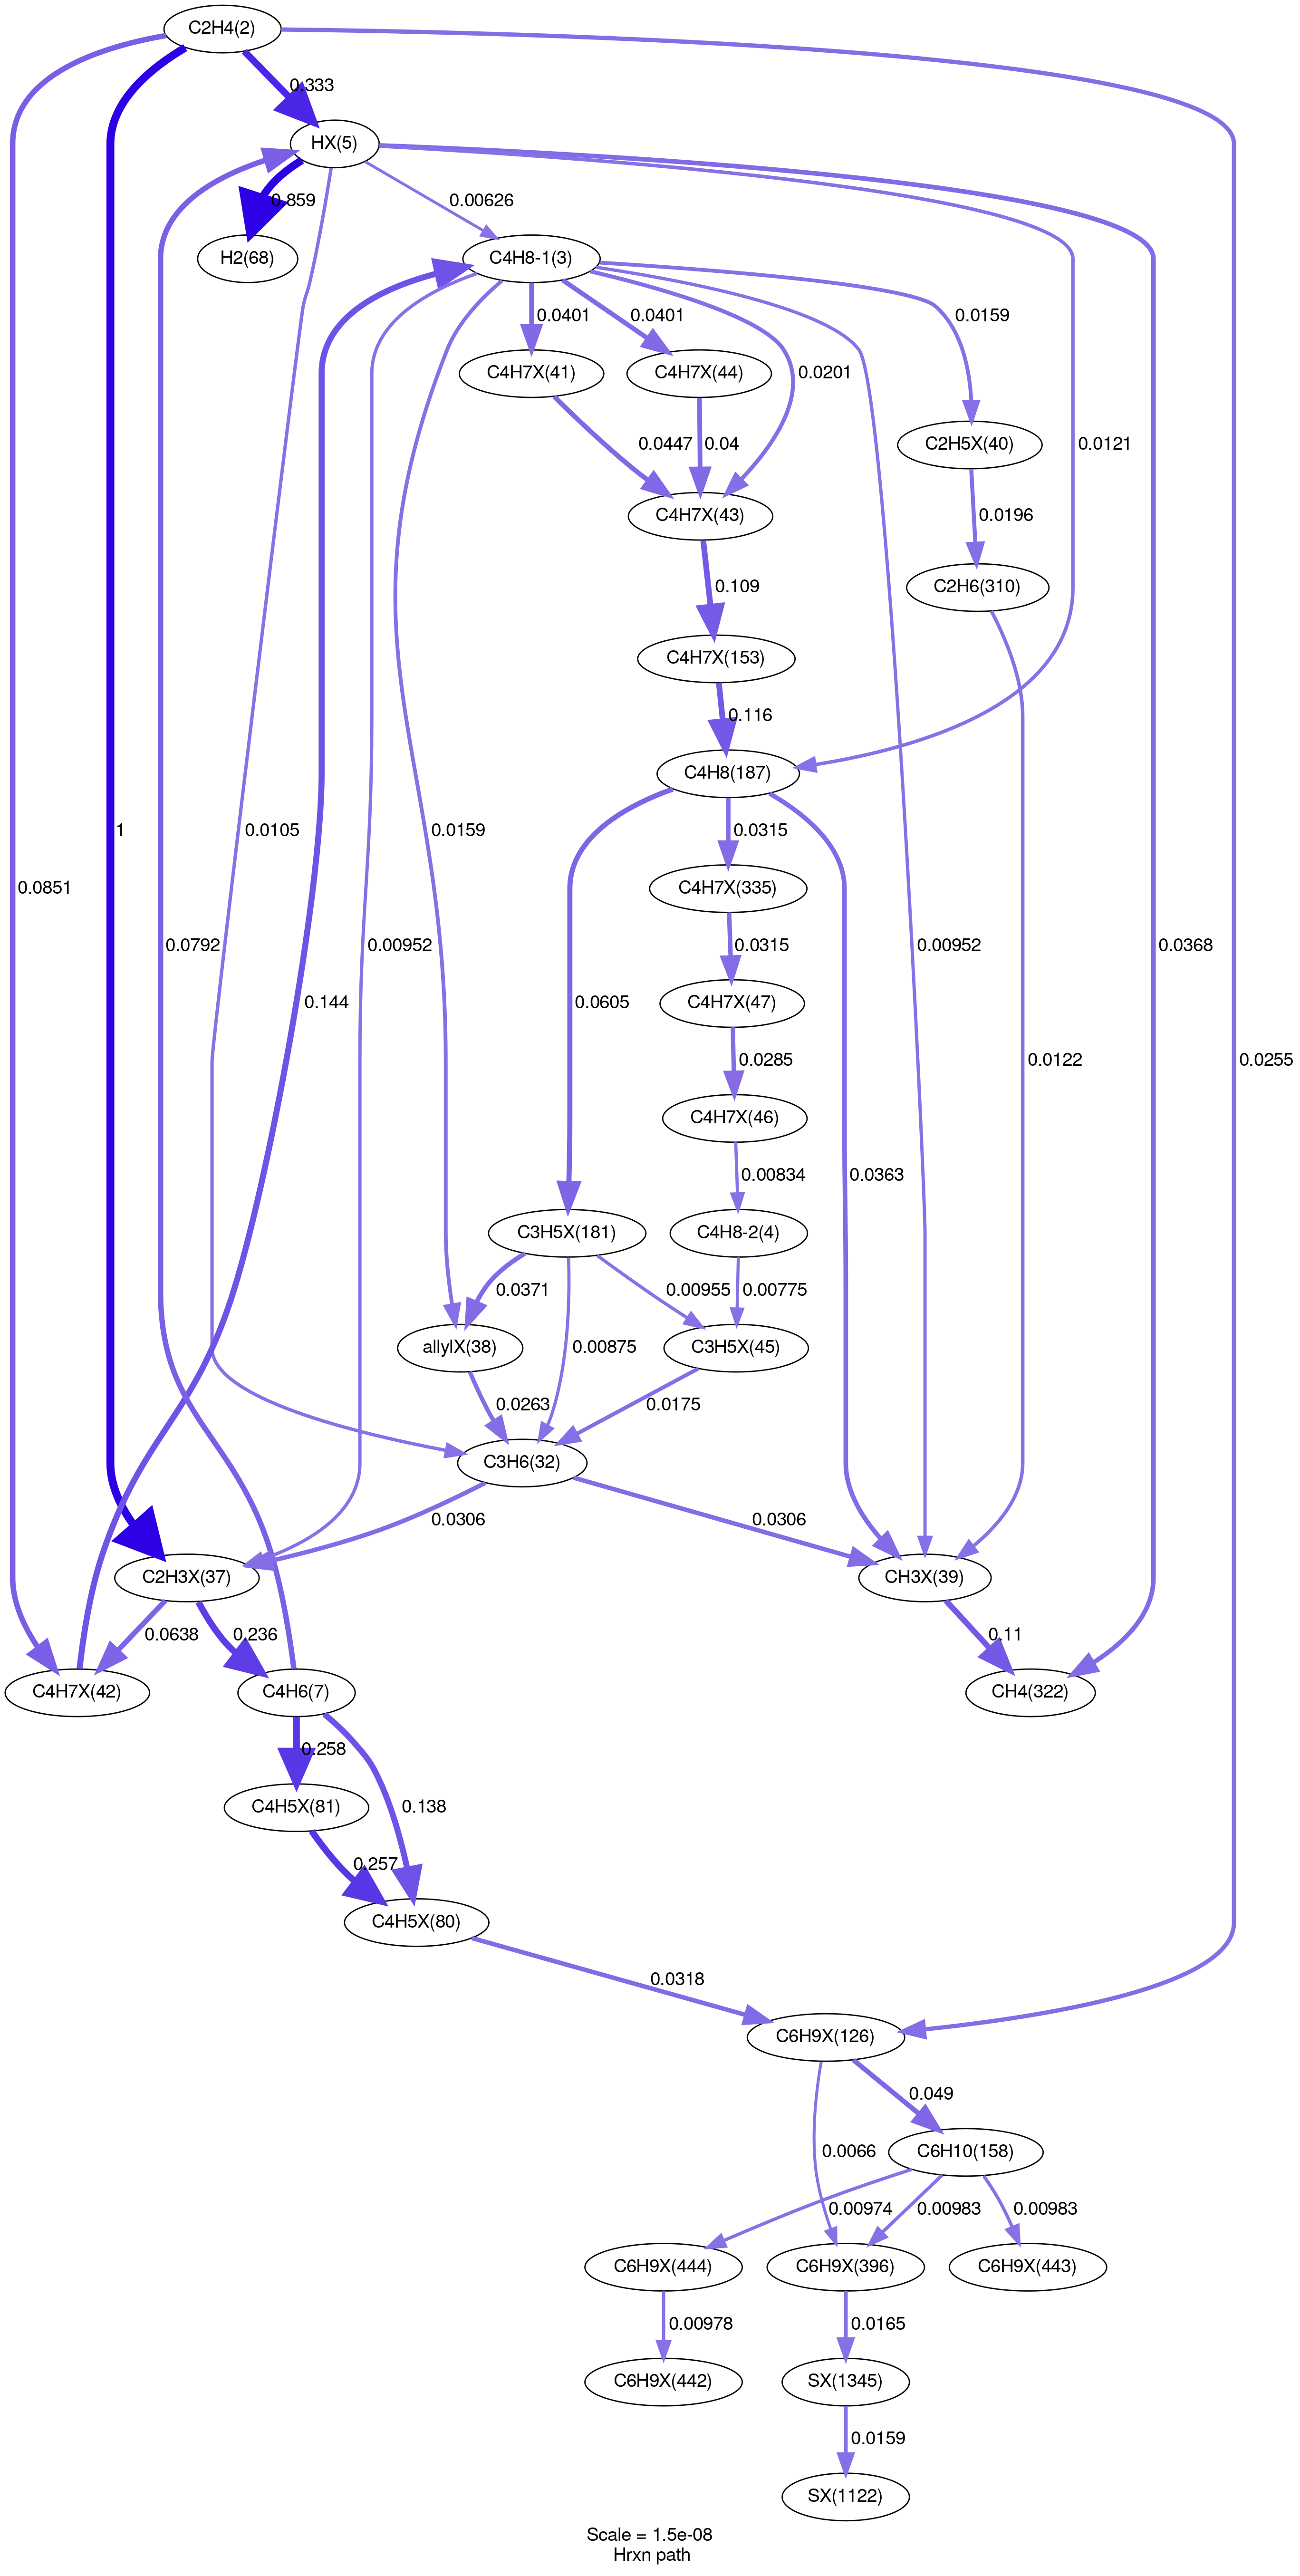 C2H4(2)
0.333
HX(5)
0.859
0.00626
H2(68)
C4H8-1(3)
0.0401
0.0401
0.0159
0.0201
C4H7X(41)
C4H7X(44)
0.0121
C2H5X(40)
0.0447
0.04
C4H7X(43)
0.0196
0.109
C2H6(310)
C4H7X(153)
0.116
C4H8(187)
1
0.0105
0.0159
0.0315
0.0851
C4H7X(335)
0.0792
0.00952
0.0315
0.00952
0.0368
0.144
0.0605
C4H7X(47)
0.0285
0.0122
0.0255
C4H7X(46)
0.0363
0.00834
C3H5X(181)
C4H8-2(4)
0.0371
0.00955
0.00775
allylX(38)
0.00875
C3H5X(45)
0.0263
0.0175
C3H6(32)
0.0306
0.0306
C2H3X(37)
CH3X(39)
0.0638
0.236
0.11
C4H7X(42)
C4H6(7)
CH4(322)
0.258
C4H5X(81)
0.138
0.257
C4H5X(80)
0.0318
C6H9X(126)
0.049
0.0066
C6H10(158)
0.00974
0.00983
0.00983
C6H9X(444)
C6H9X(396)
C6H9X(443)
0.00978
0.0165
C6H9X(442)
SX(1345)
0.0159
SX(1122)
Scale = 1.5e-08
Hrxn path